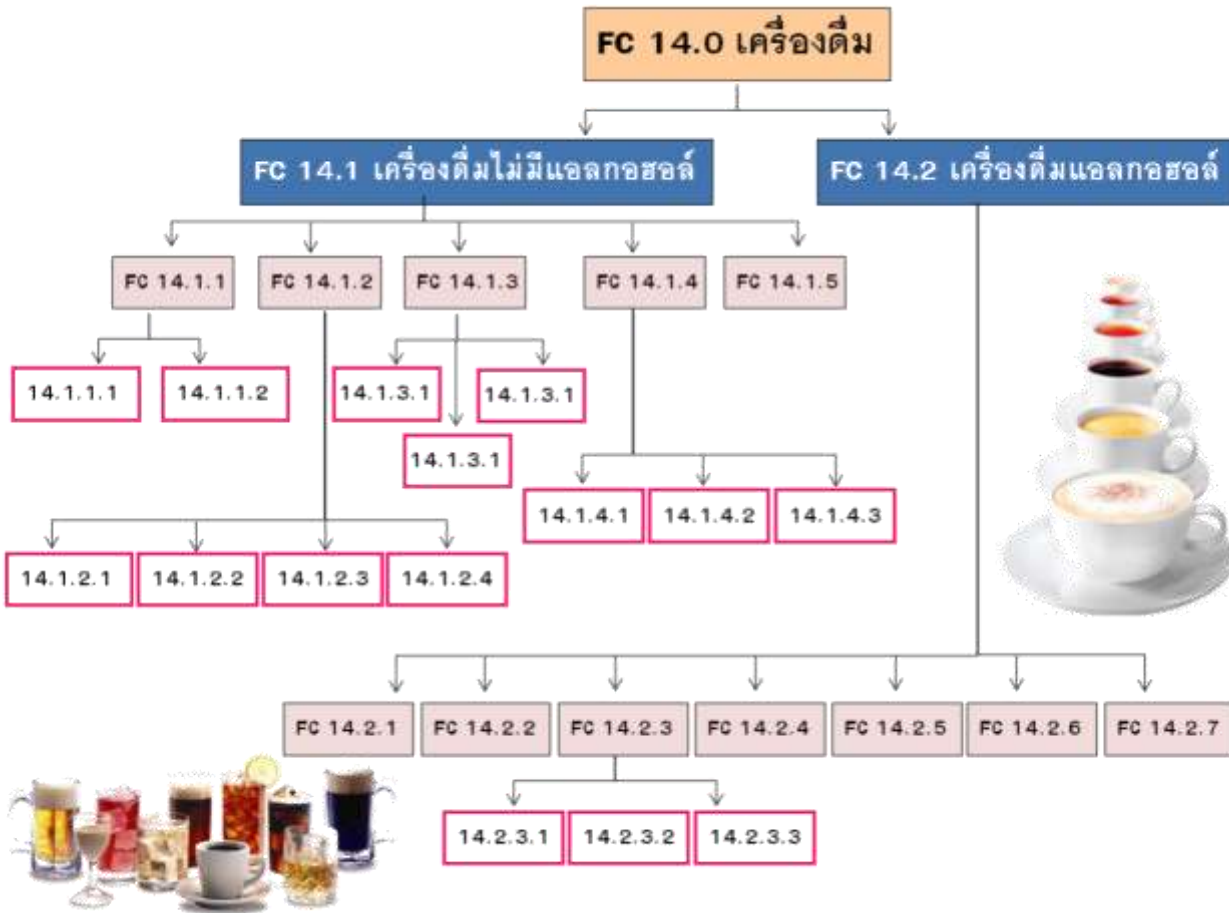 FC 14.0 เครื่องดื่ม
FC 14.1 เครื่องดื่มไม่มีแอลกอฮอล์
FC 14.2 เครื่องดื่มแอลกอฮอล์
FC 14.1.1
FC 14.1.2
FC 14.1.3
FC 14.1.4
FC 14.1.5
14.1.1.1
14.1.1.2
14.1.3.1
14.1.3.1
14.1.3.1
14.1.4.1
14.1.4.2
14.1.4.3
14.1.2.1
14.1.2.2
14.1.2.3
14.1.2.4
FC 14.2.1
FC 14.2.2
FC 14.2.3
FC 14.2.4
FC 14.2.5
FC 14.2.6
FC 14.2.7
14.2.3.1
14.2.3.2
14.2.3.3